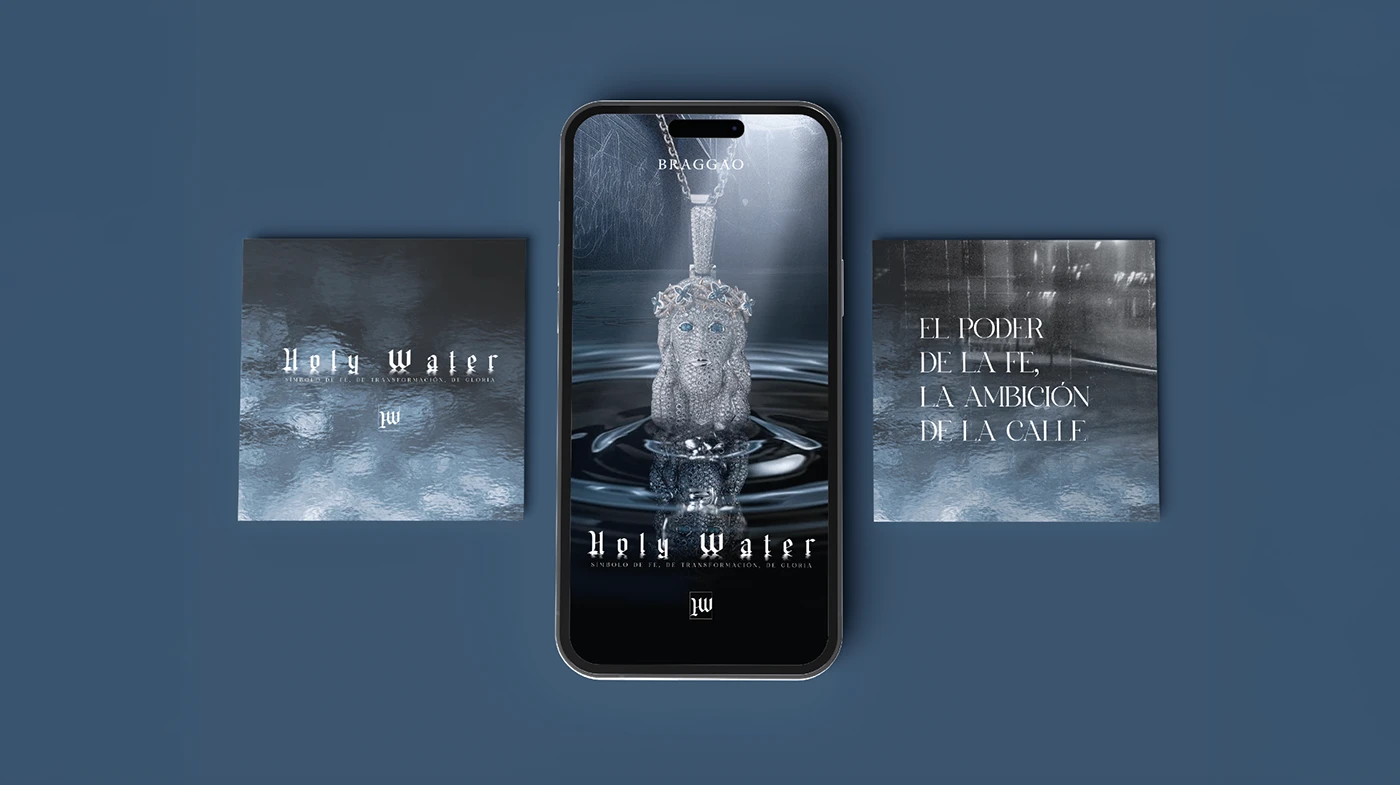 Holy Water
SÍMBOLO DE FE, DE TRANSFORMACIÓN, DE GLORIA
HW
BRAGGAO
Holy Water
SÍMBOLO DE FE, DE TRANSFORMACIÓN, DE GLORIA
HW
EL PODER
DE LA FE,
LA AMBICIÓN
DE LA CALLE